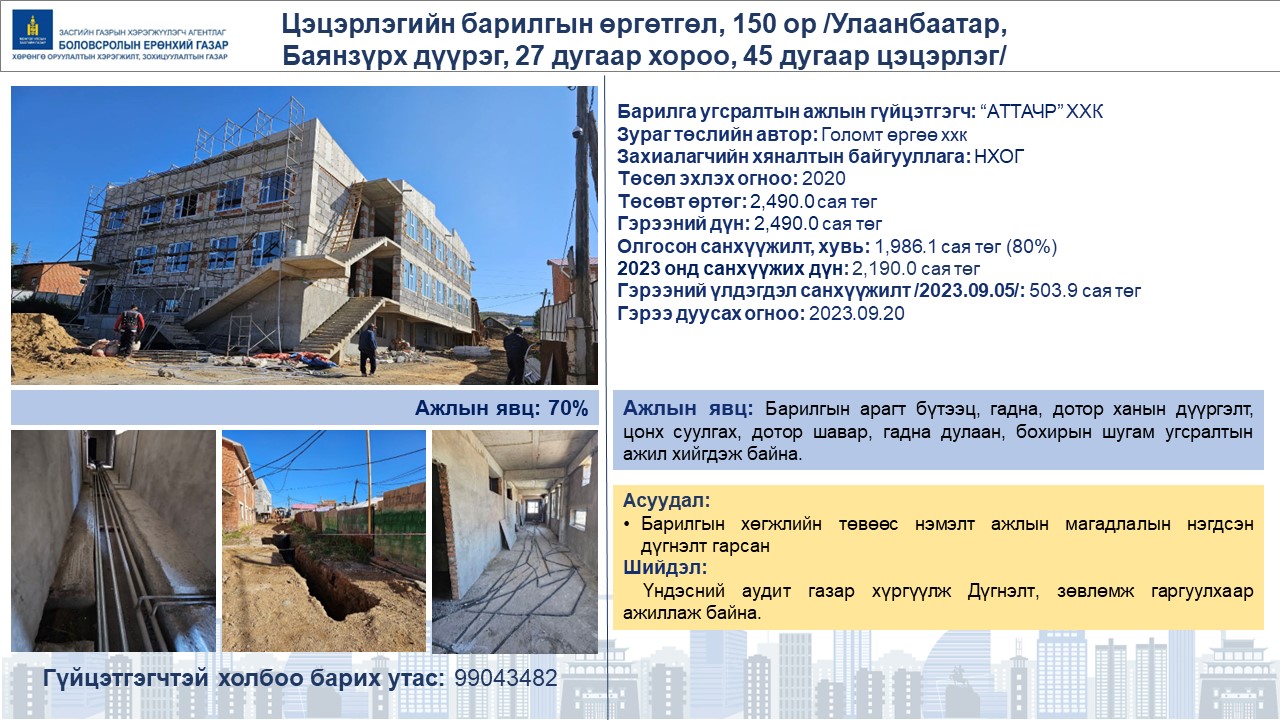 ЗАСГИЙН ГАЗРЫН ХЭРЭГЖҮҮЛЭГЧ АГЕНТЛАГ
БОЛОВСРОЛЫН ЕРӨНХИЙ ГАЗАР
ХӨРӨНГӨ ОРУУЛАЛТЫН ХЭРЭГЖИЛТ, ЗОХИЦУУЛАЛТЫН ГАЗАР
Цэцэрлэгийн барилгын өргөтгөл, 150 ор /Улаанбаатар,
Баянзүрх дүүрэг, 27 дугаар хороо, 45 дугаар цэцэрлэг/
Барилга угсралтын ажлын гүйцэтгэгч: “АТТАЧР” ХХК
Зураг төслийн автор: Голомт өргөө ххк
Захиалагчийн хяналтын байгууллага: НХОГ
Төсөл эхлэх огноо: 2020
Төсөвт өртөг: 2,490.0 сая төг
Гэрээний дүн: 2,490.0 сая төг
Олгосон санхүүжилт, хувь: 1,986.1 сая төг (80%)
2023 онд санхүүжих дүн: 2,190.0 сая төг
Гэрээний үлдэгдэл санхүүжилт /2023.09.05/: 503.9 сая төг
Гэрээ дуусах огноо: 2023.09.20
Ажлын явц: 70%
Ажлын явц: Барилгын арагт бүтээц, гадна, дотор ханын дүүргэлт,
цонх суулгах, дотор шавар, гадна дулаан, бохирын шугам угсралтын
ажил хийгдэж байна.
Асуудал:
• Барилгын хөгжлийн төвөөс нэмэлт ажлын магадлалын нэгдсэн
дүгнэлт гарсан
Шийдэл:
Үндэсний аудит газар хүргүүлж Дүгнэлт, зөвлөмж гаргуулхаар
ажиллаж байна.
Гүйцэтгэгчтэй холбоо барих утас: 99043482